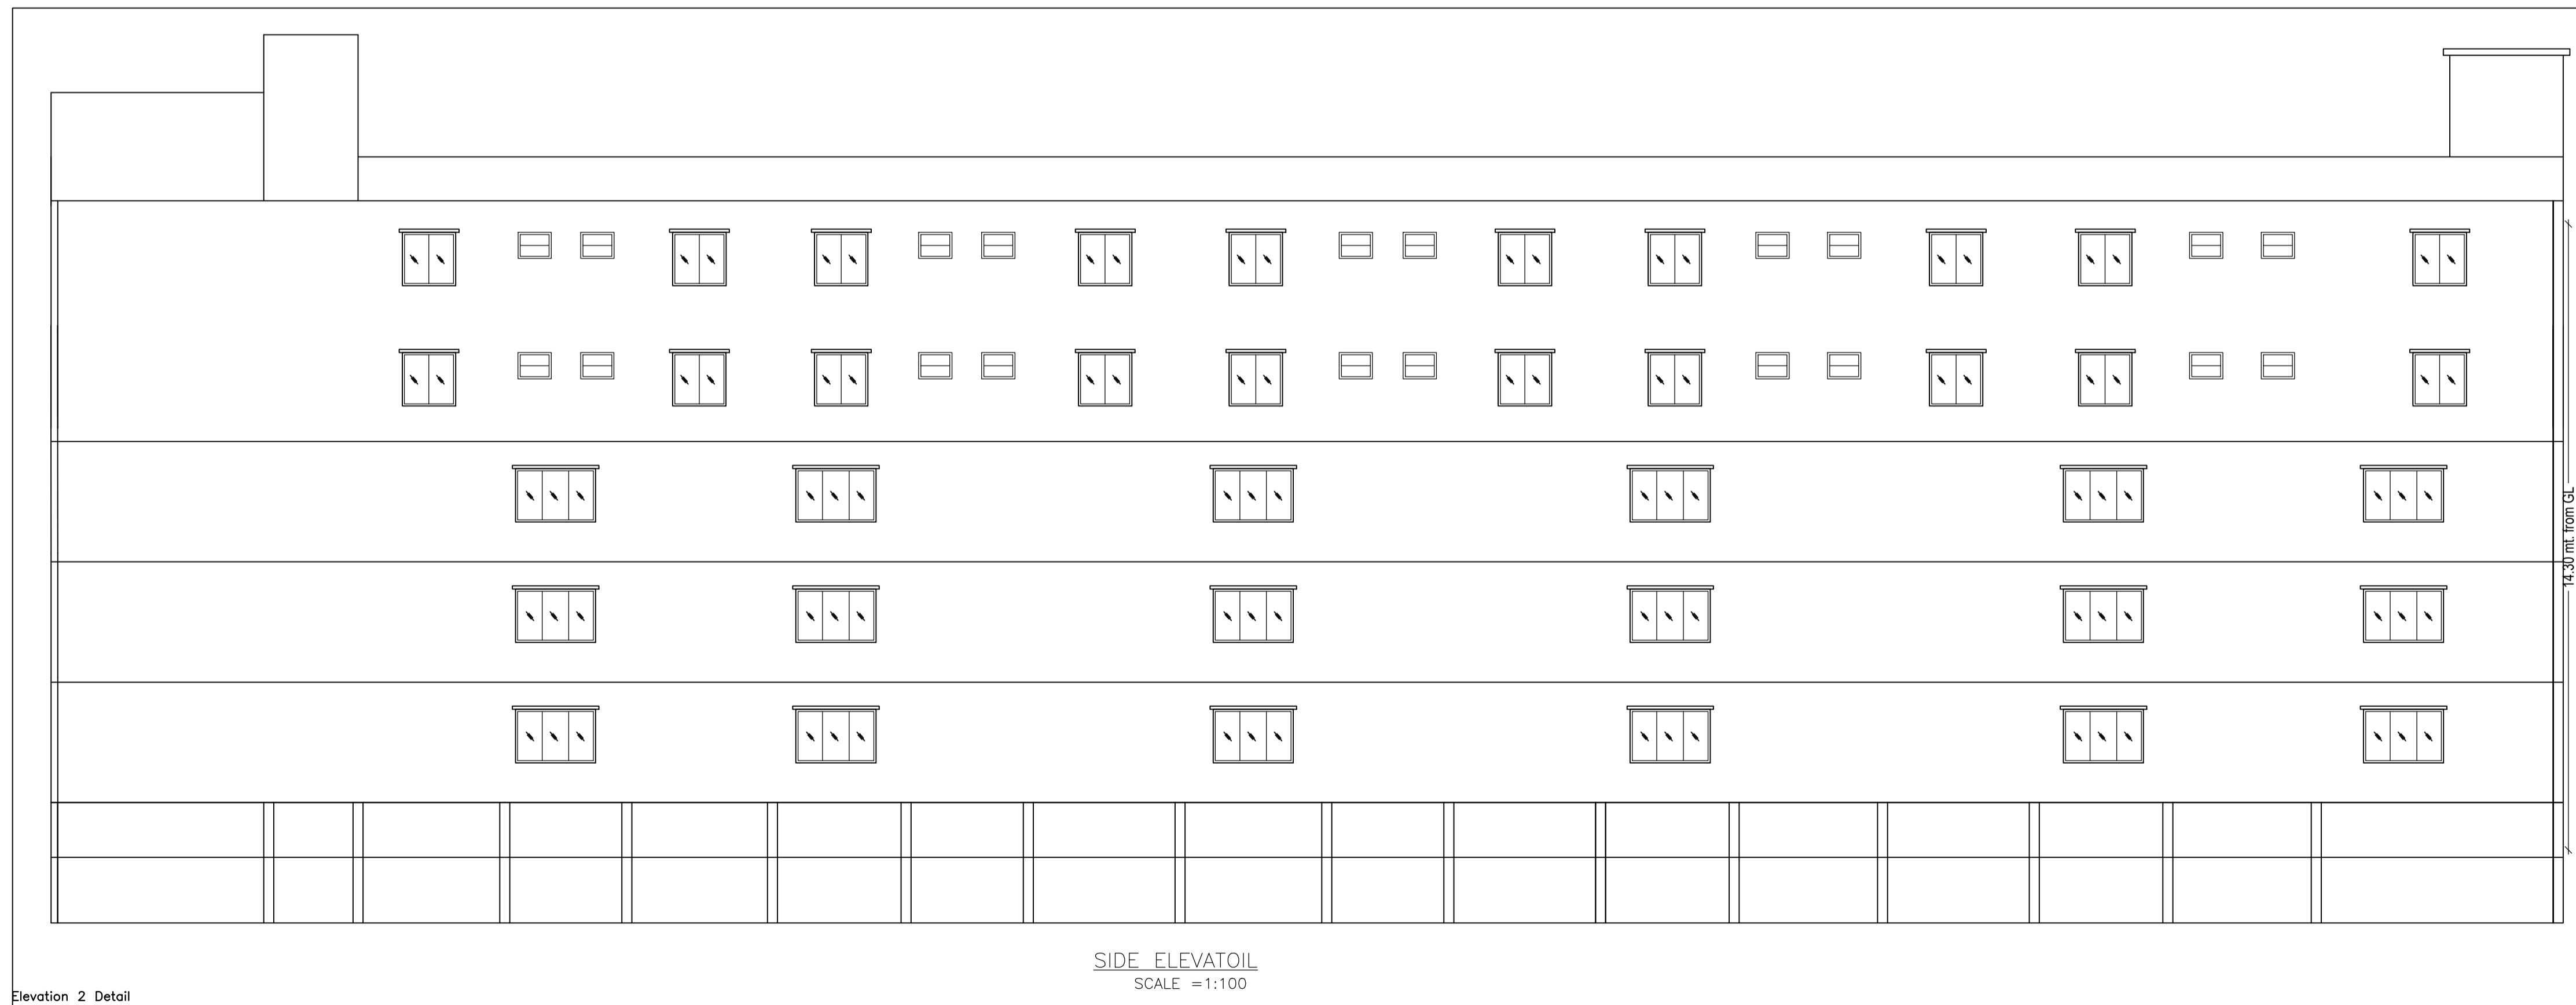 14.30 mt. from GL
SIDE ELEVATOIL
SCALE =1:100
Elevation 2 Detail